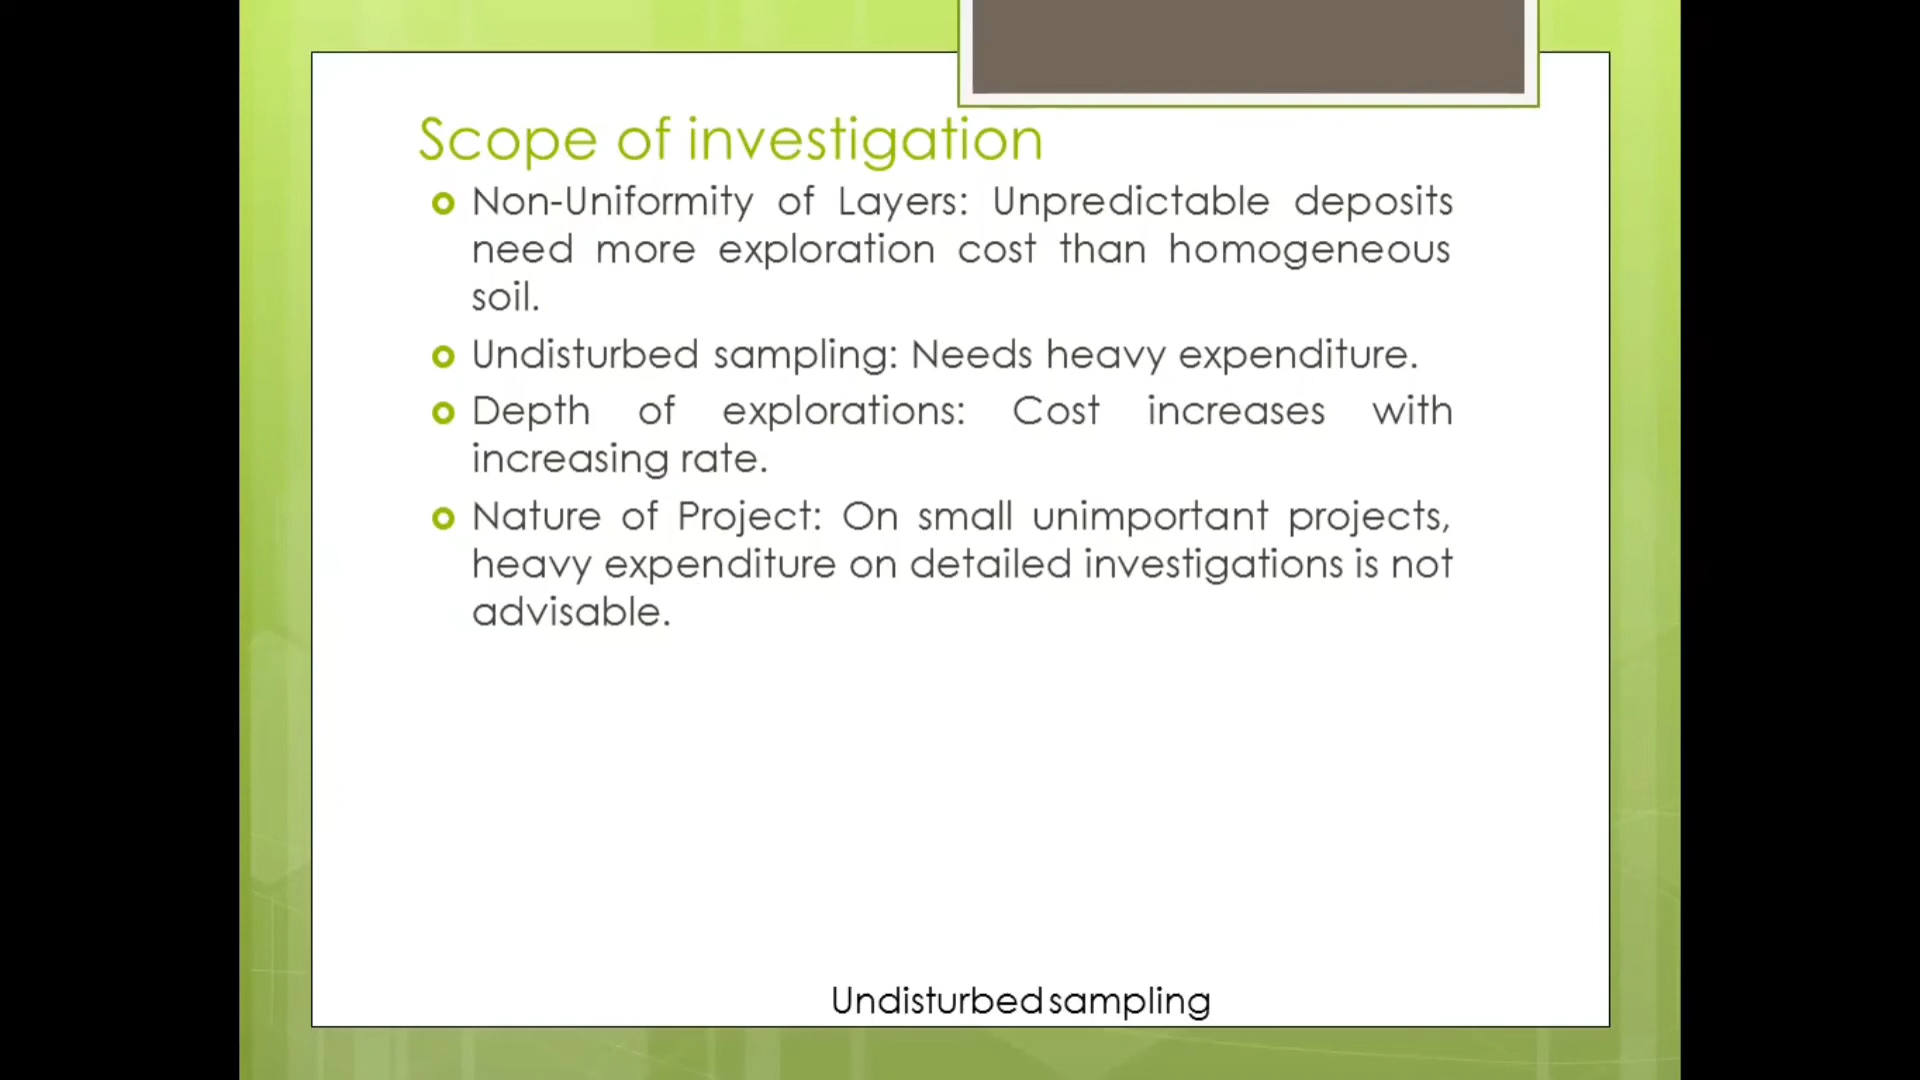 Scope of investigation
Non-Uniformity of Layers: Unpredictable deposits
need more exploration cost than homogeneous
soil.
Undisturbed sampling: Needs heavy expenditure.
Depth of explorations: Cost increases with
increasing rate.
Nature of Project: On small unimportant projects,
heavy expenditure on detailed investigations is not
advisable.
Undisturbed sampling